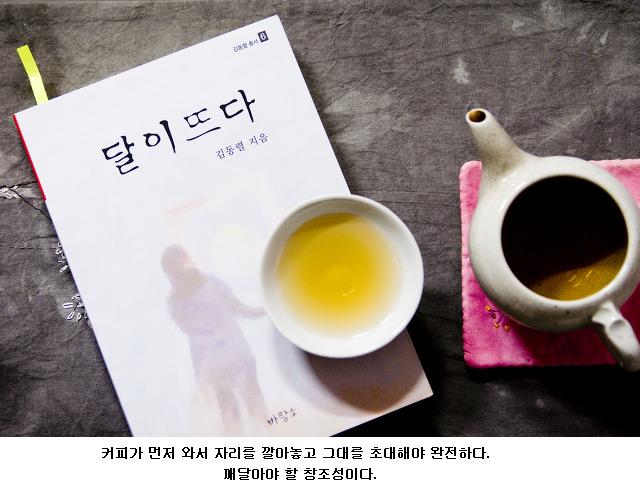 김동렬 총서 6
달이 뜨다
김동렬 지음
바탕소
커피가 먼저 와서 자리를 깔아놓고 그대를 초대해야 완전하다.
깨달아야 할 창조성이다.